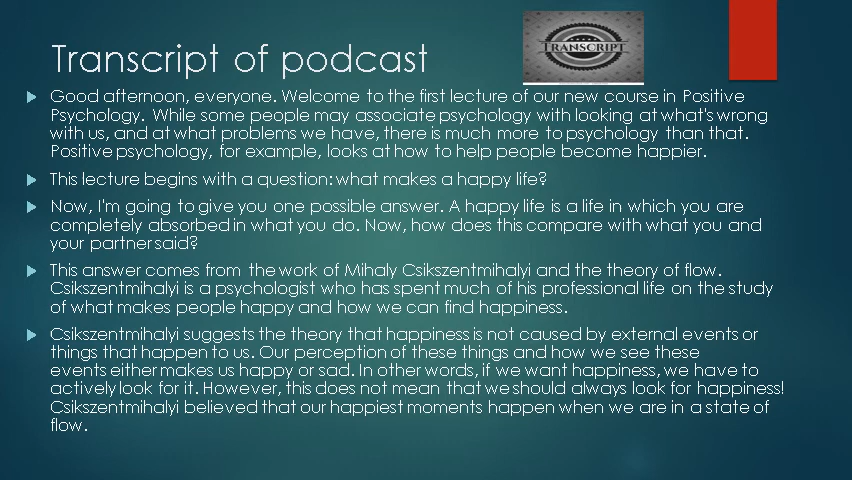 Transcript of podcast
TRANSCRIPT
Good afternoon, everyone. Welcome to the first lecture of our new course in Positive
Psychology. While some people may associate psychology with looking at what's wrong
with us, and at what problems we have, there is much more to psychology than that.
Positive psychology, for example, looks at how to help people become happier.
This lecture begins with a question: what makes a happy life?
Now, I'm going to give you one possible answer. A happy life is a life in which you are
completely absorbed in what you do. Now, how does this compare with what you and
your partner said?
This answer comes from the work of Mihaly Csikszentmihalyi and the theory of flow.
Csikszentmihalyi is a psychologist who has spent much of his professional life on the study
of what makes people happy and how we can find happiness.
Csikszentmihalyi suggests the theory that happiness is not caused by external events or
things that happen to us. Our perception of these things and how we see these
events either makes us happy or sad. In other words, if we want happiness, we have to
actively look for it. However, this does not mean that we should always look for happiness!
Csikszentmihalyi believed that our happiest moments happen when we are in a state of
flow.